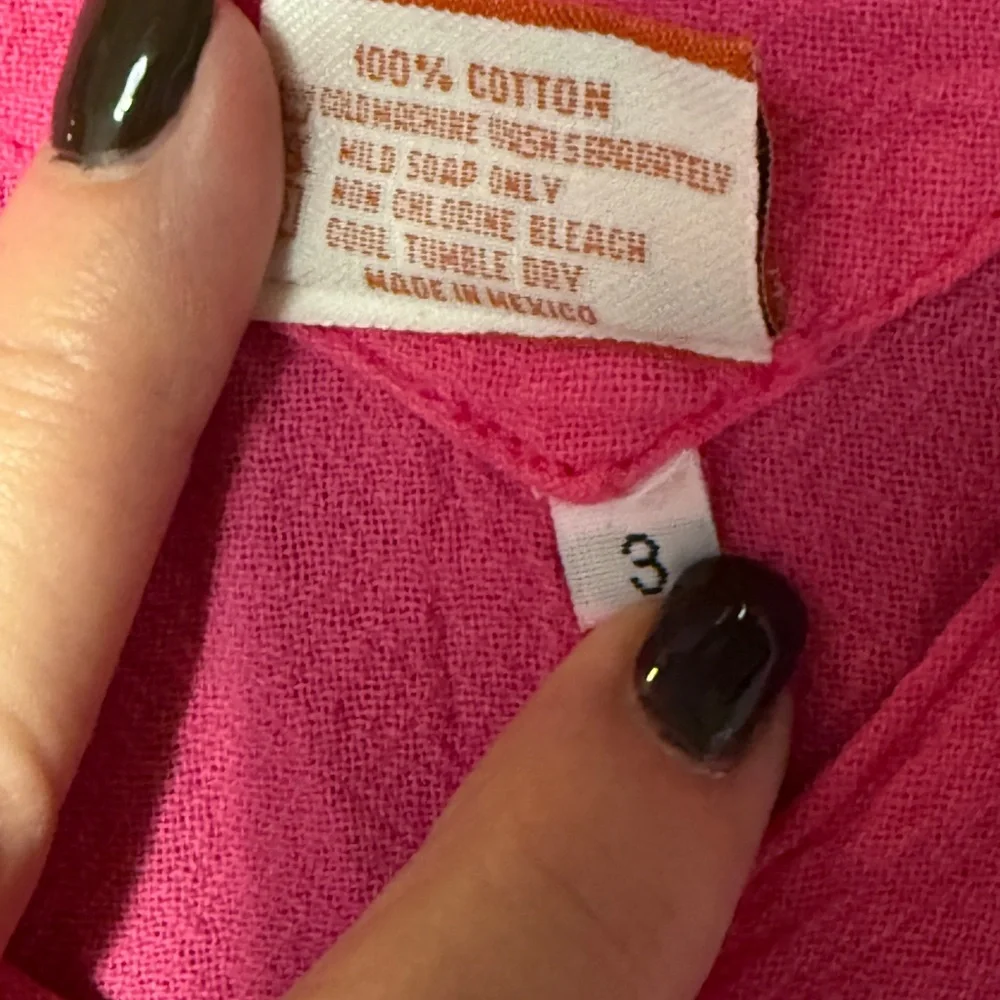 100% COTTON
COLD MACHINE WASH SEPARATELY
MILD SOAP ONLY
NON CHLORINE BLEACH
COOL TUMBLE DRY
MADE IN MEXICO
3